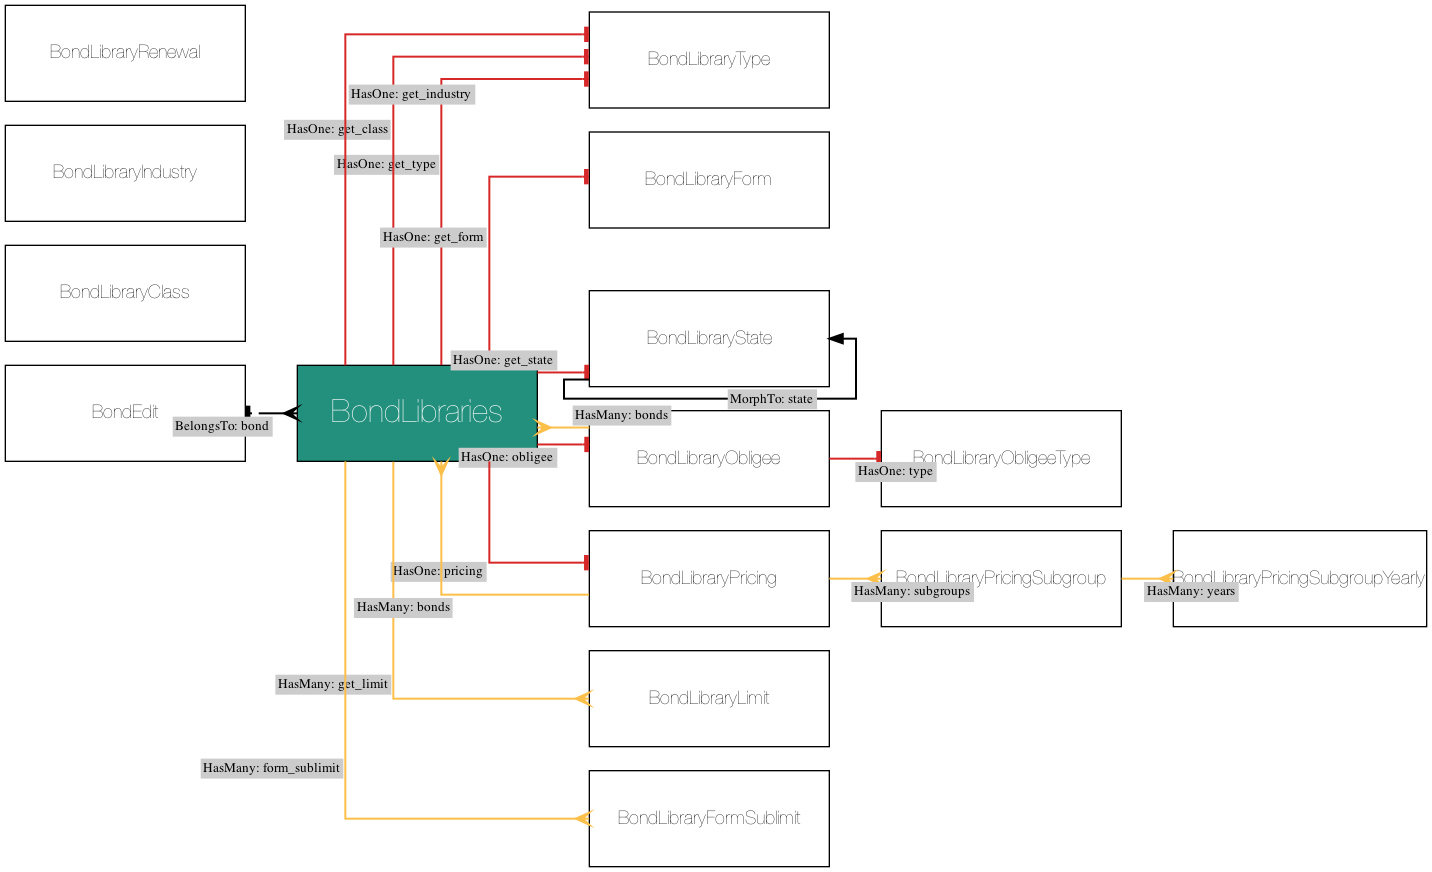 BondLibraryRenewal
BondLibraryType
HasOne: get_industry
HasOne: get_class
HasOne: get_type
BondLibraryIndustry
BondLibraryForm
HasOne: get_form
BondLibraryClass
BondLibraryState
HasOne: get_state
MorphTo: state
BondEdit
BelongsTo: bond
BondLibraries
HasMany: bonds
HasOne: obligee
BondLibraryObligee
BondLibraryObligeeType
HasOne: type
HasOne: pricing
BondLibraryPricing
BondLibraryPricingSubgroup
HasMany: subgroups
BondLibraryPricingSubgroupYearly
HasMany: years
HasMany: bonds
HasMany: get_limit
BondLibraryLimit
HasMany: form_sublimit
BondLibraryFormSublimit